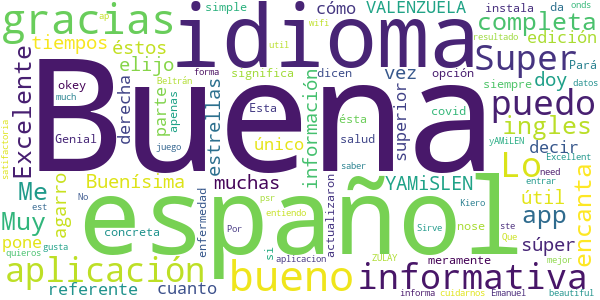 gracias idioma cómo VALENZUELA instala da onds
ap simple wifi
tiempos éstos completa edición
util
elijo Super doy Pará
resultado
Beltrán significa dicen vez opción siempre datos
okey forma
Excelente derecha estrellas Buena puedo
much parte apenas Esta covid
información superior yAMiLEN
Genial único ésta salud ingles
juego Excellent
satisfactoria Me Buenísima muchas YAMiSLEN Lo need decir
No saber útil entrar encanta
est agarro enfermedad español app
Muy Por psr si actualizaron Kiero
entiendo nose súper ste
pone concreta Sirve Que
gusta meramente
aplicación bueno informativa mejor
aplicacion ZULAY
quieros
referente cuanto informa cuidarnos Emanuel beautiful